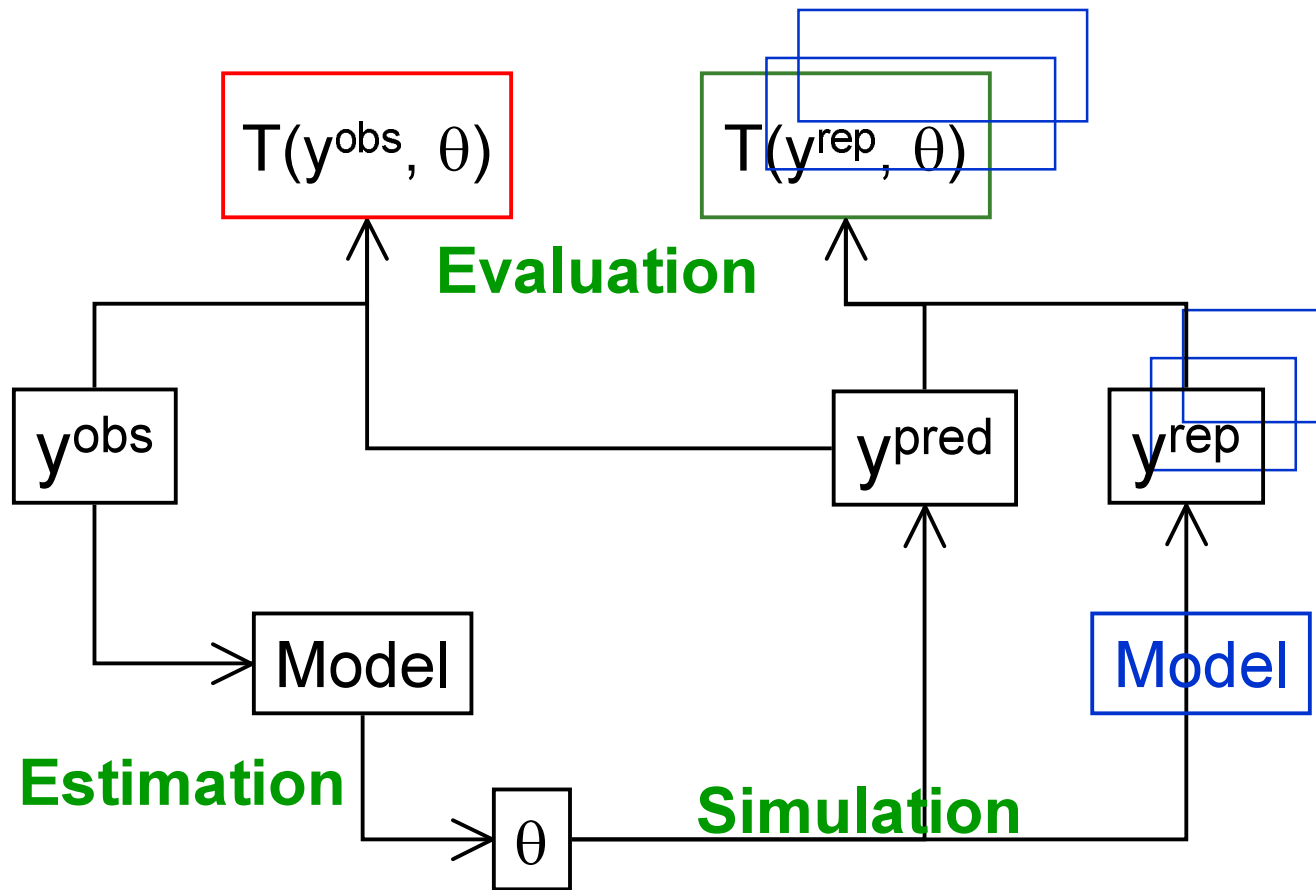 T(y^obs, θ)
T(y^rep, θ)
Evaluation
y^obs
y^pred
y^rep
Model
Model
Estimation
Simulation
θ